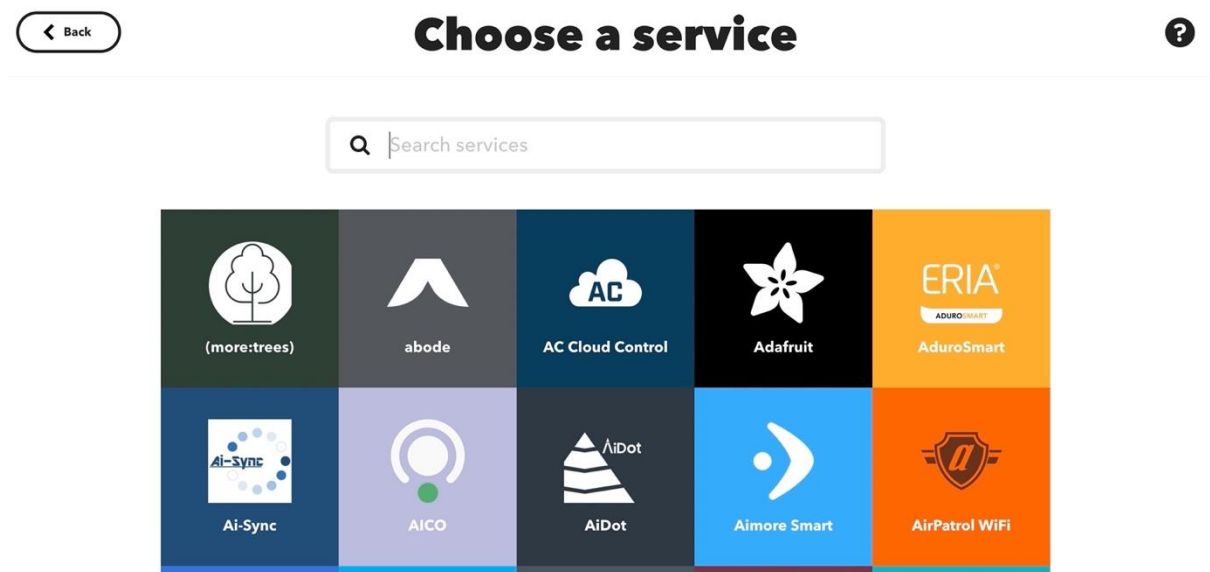 Back
Choose a service
?
Search services
AC
ERIA®
ADUROSMART
(more:trees)
abode
AC Cloud Control
Adafruit
AduroSmart
Ai-Sync
AiDot
a
Ai-Sync
AICO
AiDot
Aimore Smart
AirPatrol WiFi